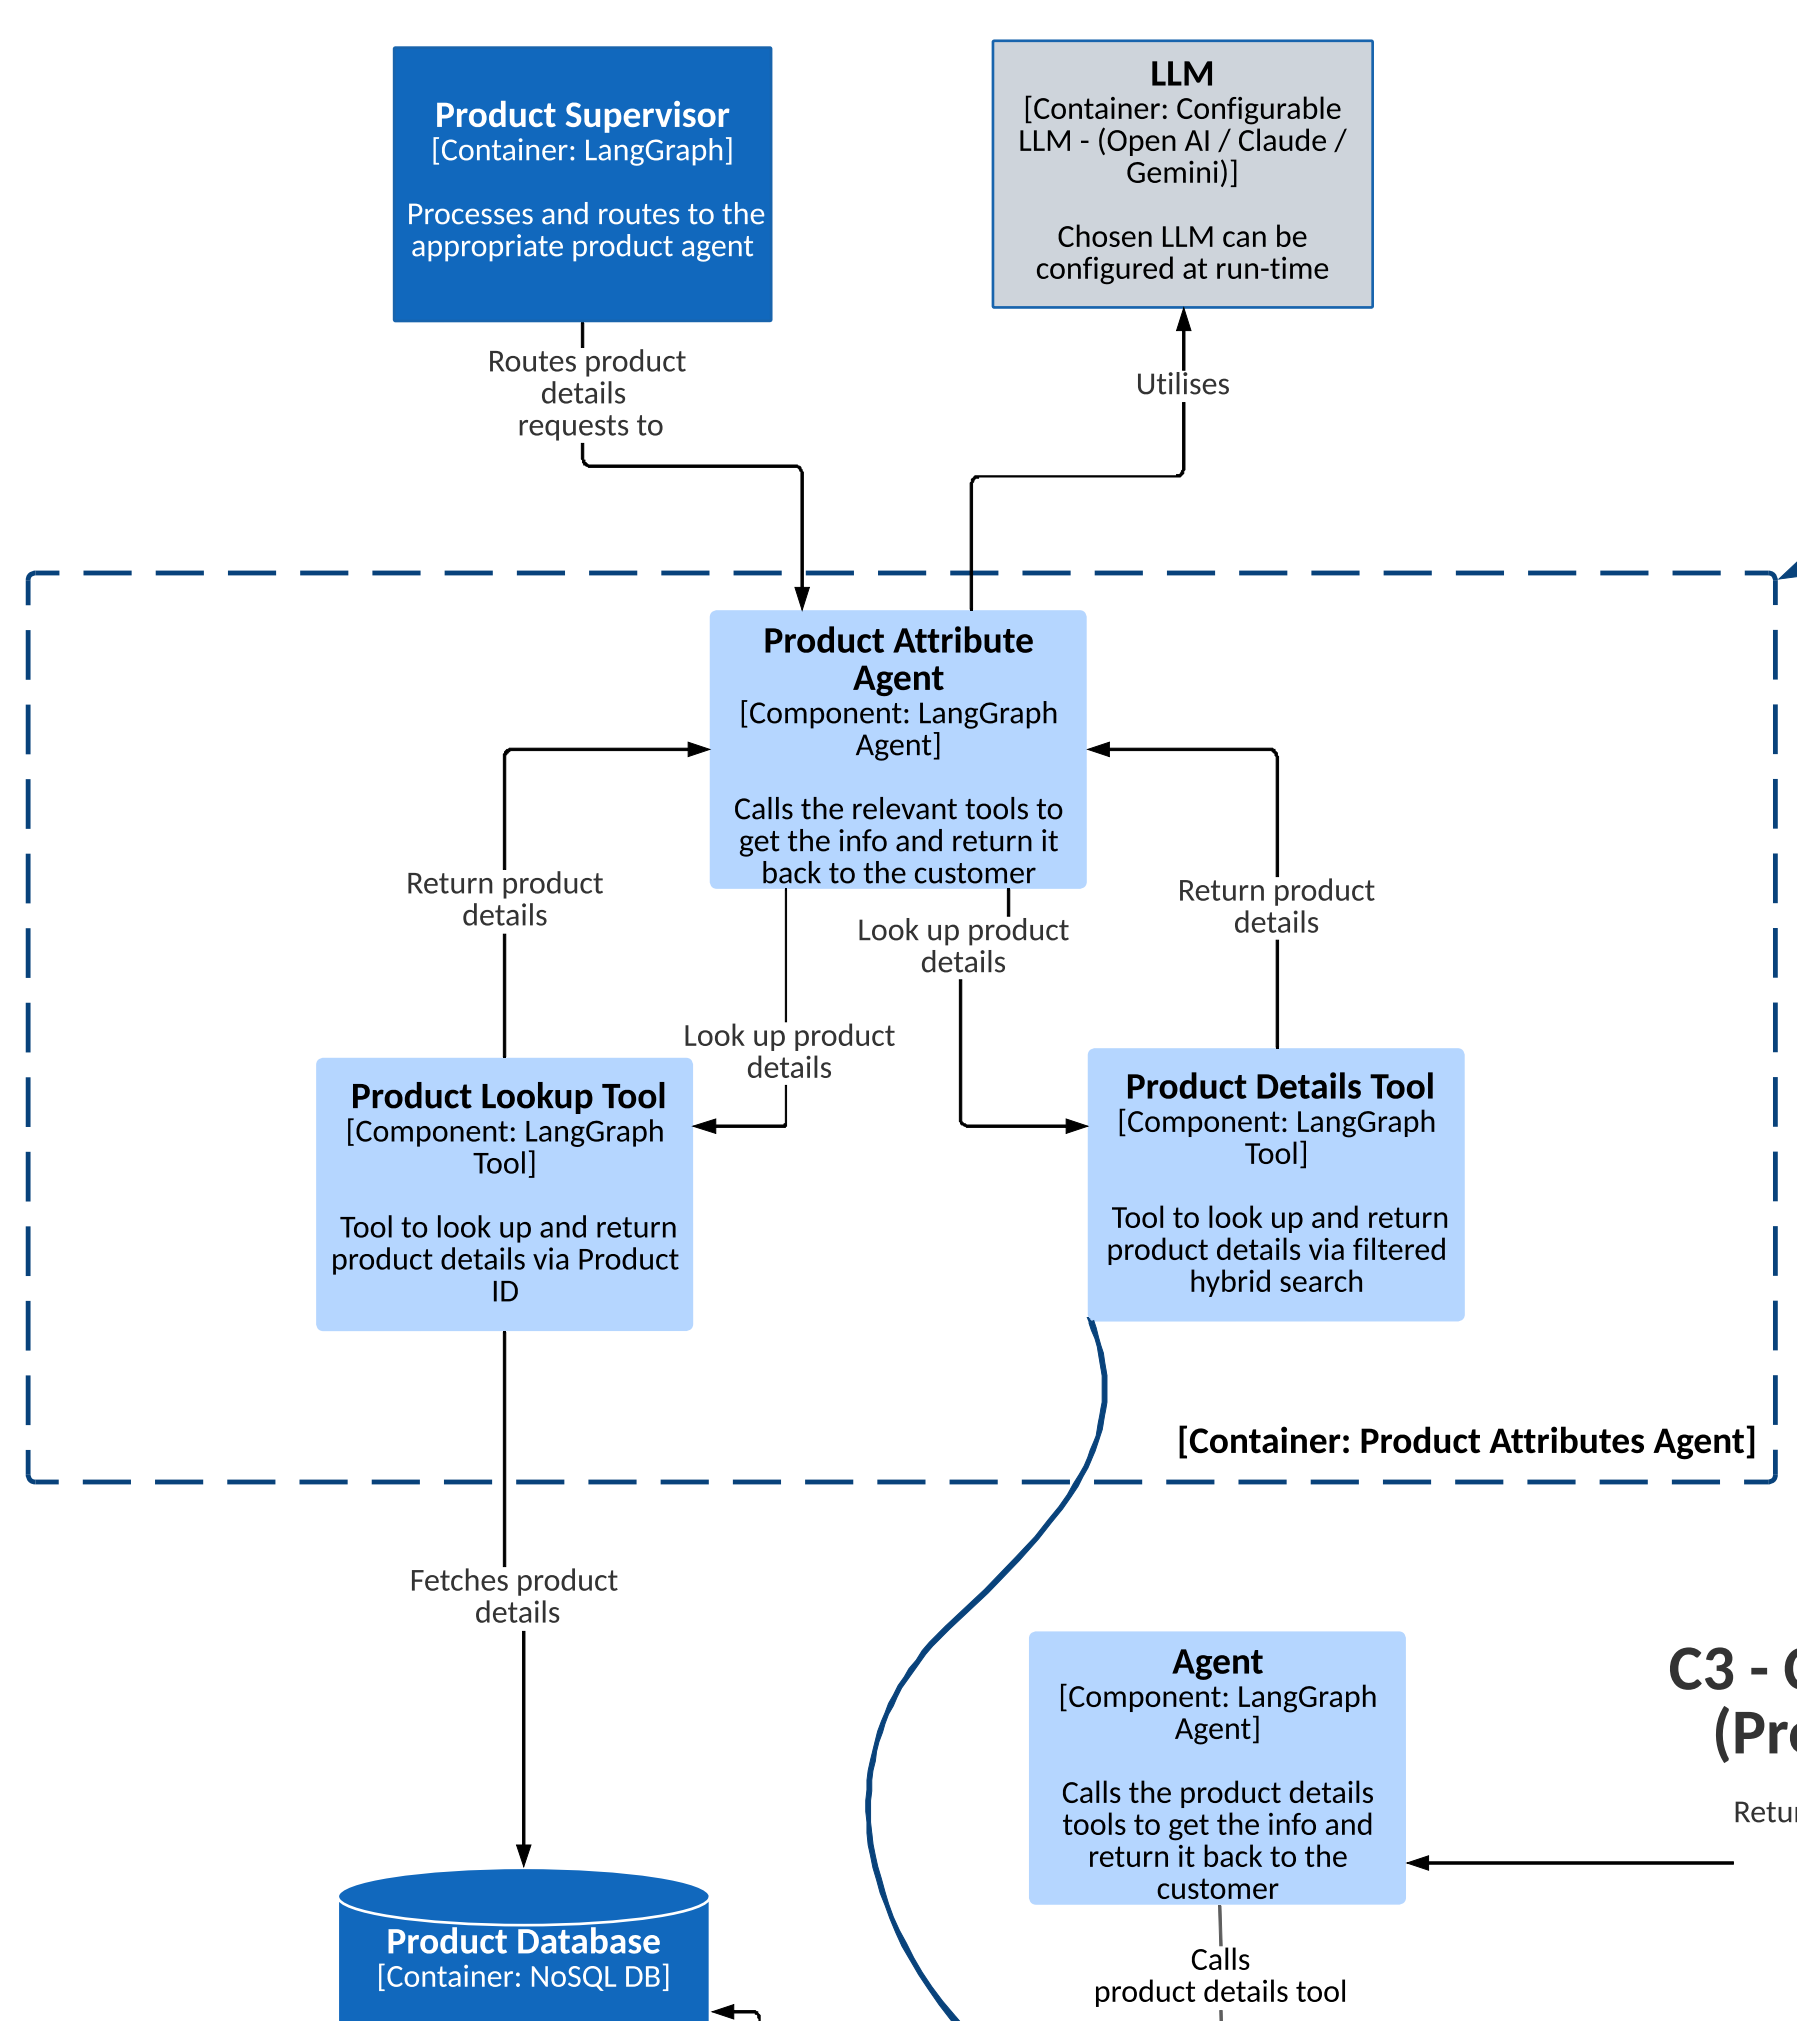 Product Supervisor
[Container: LangGraph]
Processes and routes to the
appropriate product agent
LLM
[Container: Configurable
LLM - (Open AI / Claude /
Gemini)]
Chosen LLM can be
configured at run-time
Routes product
details
requests to
Utilises
Product Attribute
Agent
[Component: LangGraph
Agent]
Calls the relevant tools to
get the info and return it
back to the customer
Return product
details
Look up product
details
Return product
details
Look up product
details
Product Lookup Tool
[Component: LangGraph
Tool]
Tool to look up and return
product details via Product
ID
Product Details Tool
[Component: LangGraph
Tool]
Tool to look up and return
product details via filtered
hybrid search
[Container: Product Attributes Agent]
Fetches product
details
Agent
[Component: LangGraph
Agent]
Calls the product details
tools to get the info and
return it back to the
customer
C3 -
Calls
product details tool
Product Database
[Container: NoSQL DB]